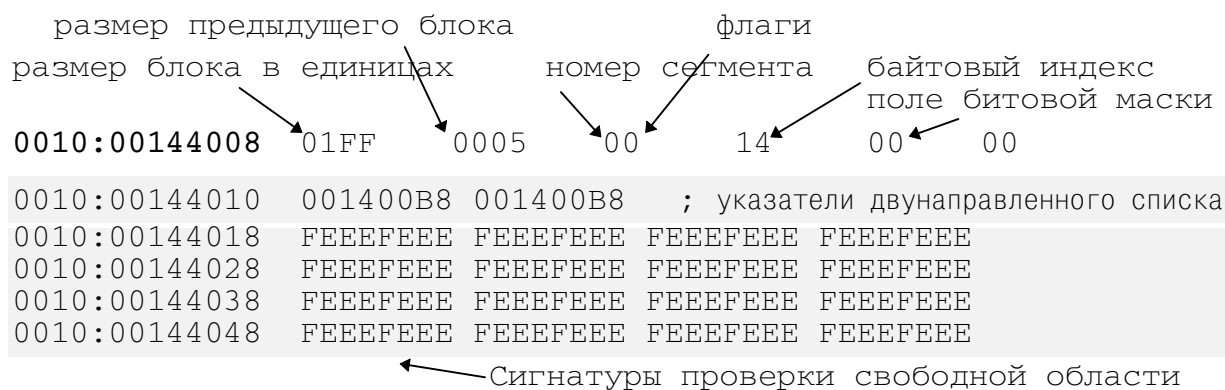 размер предыдущего блока флаги
размер блока в единицах номер сегмента байтовый индекс
поле битовой маски
0010:00144008 01FF 0005 00 14 00 00
0010:00144010 001400B8 001400B8 ; указатели двунаправленного списка
0010:00144018 FEEEFEEE FEEEFEEE FEEEFEEE FEEEFEEE
0010:00144028 FEEEFEEE FEEEFEEE FEEEFEEE FEEEFEEE
0010:00144038 FEEEFEEE FEEEFEEE FEEEFEEE FEEEFEEE
0010:00144048 FEEEFEEE FEEEFEEE FEEEFEEE FEEEFEEE
Сигнатуры проверки свободной области